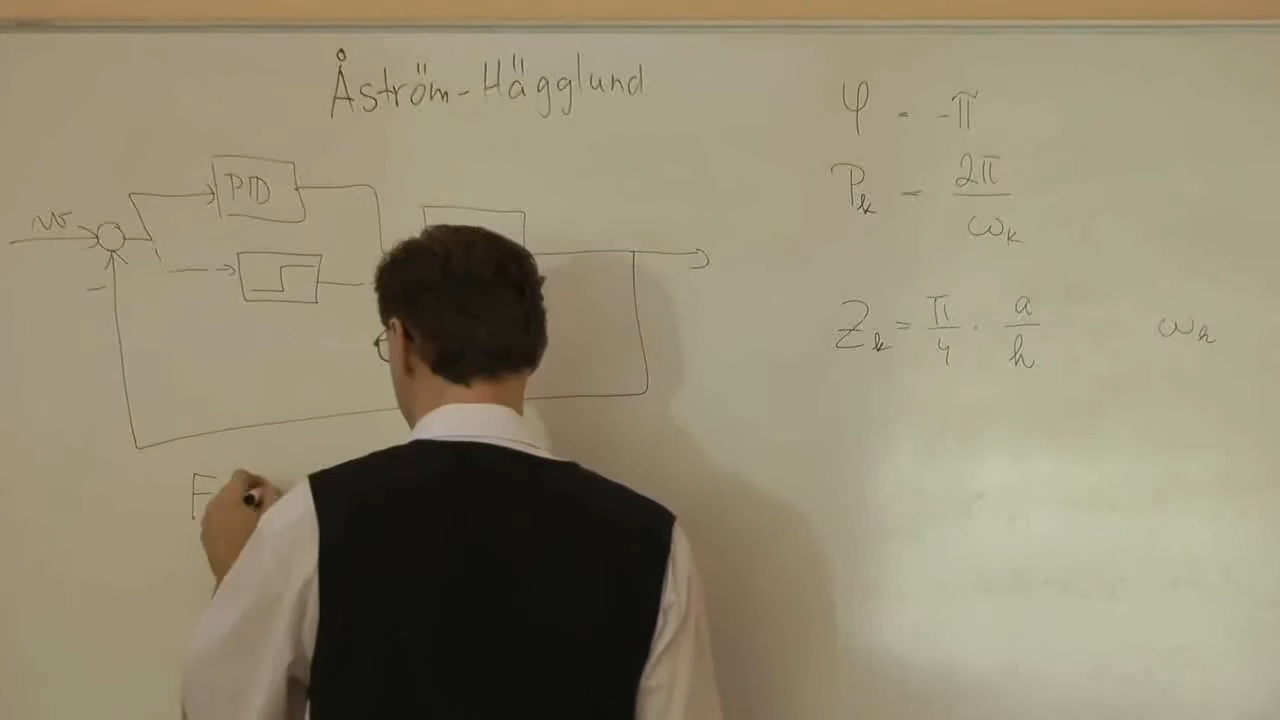 Åström-Hägglund
φ = -π
P_k = 2π / ω_k
PID
w
-
Z_k = π/4 · a/h ω_k
F